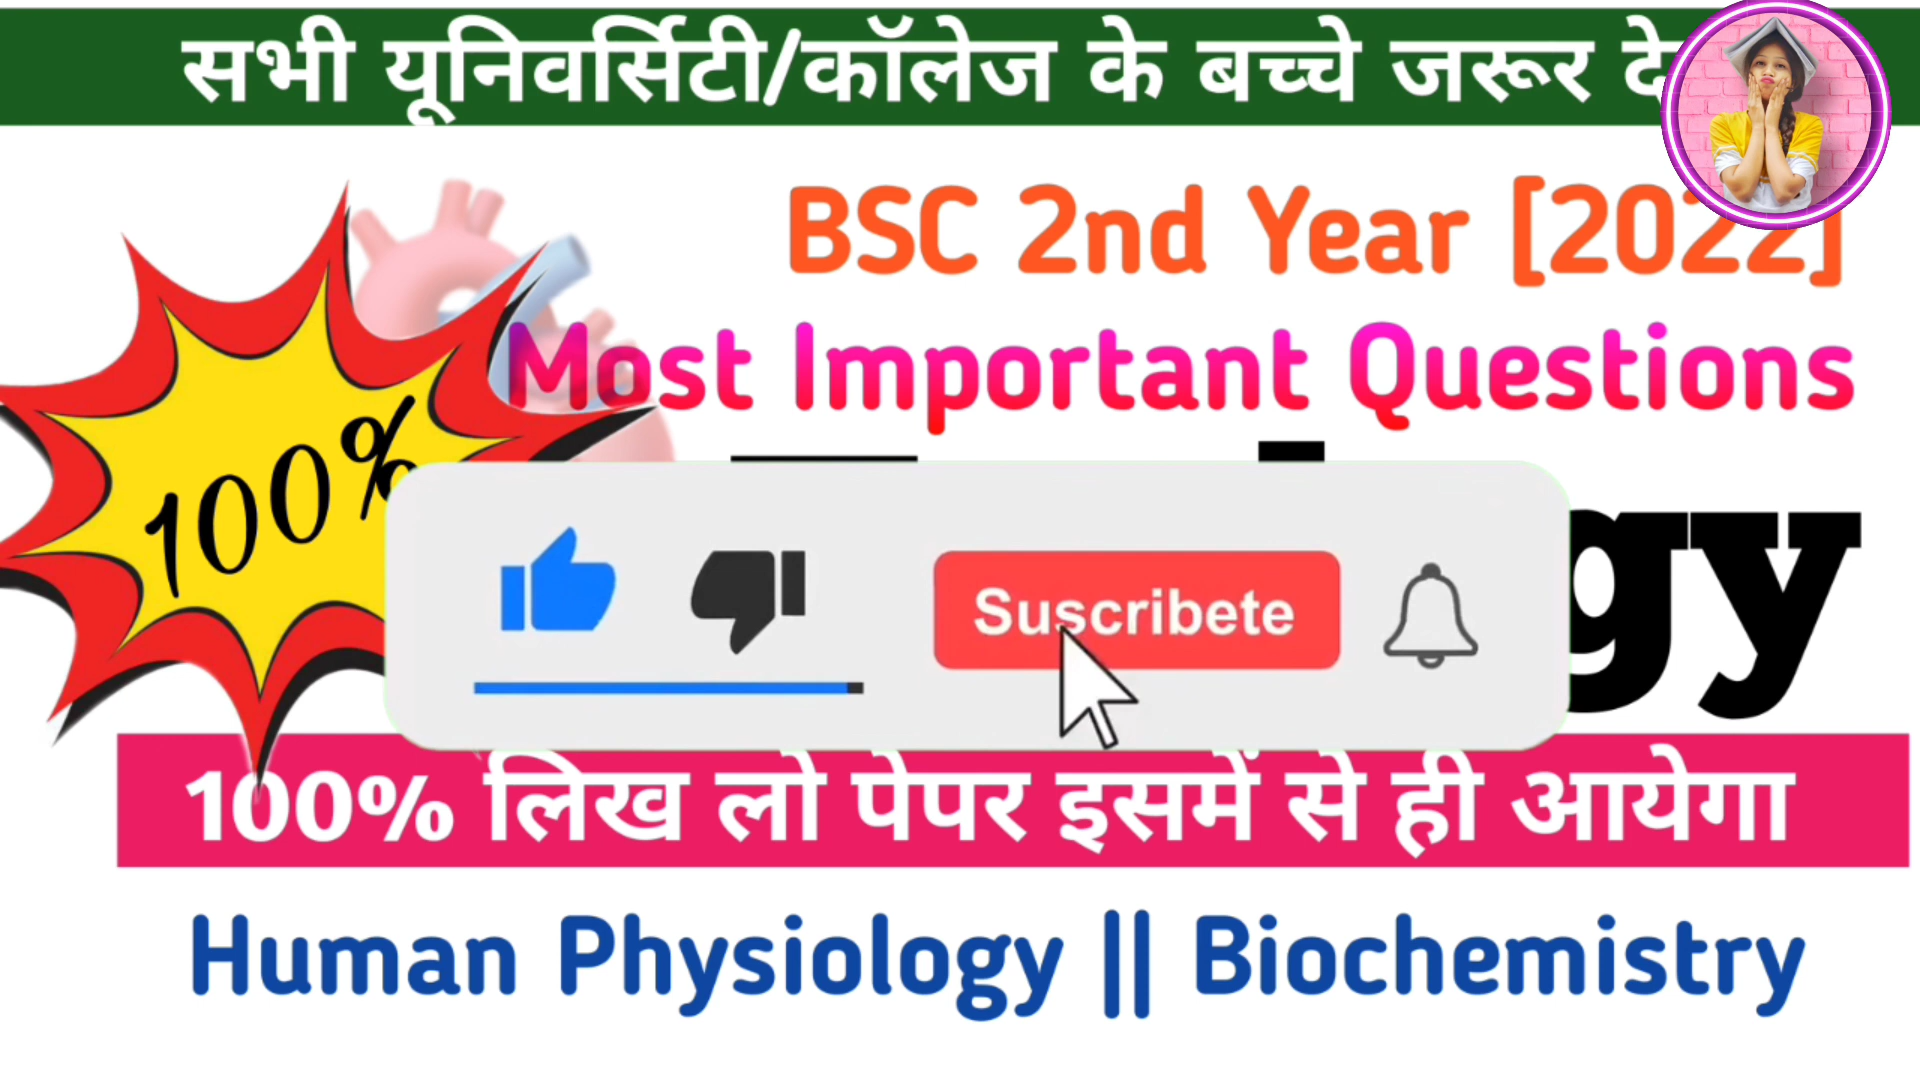 सभी यूनिवर्सिटी/कॉलेज के बच्चे जरूर
BSC 2nd Year [2022]
Most Important Questions
100%
Suscribete
100% लिख लो पेपर इसमें से ही आयेगा
Human Physiology || Biochemistry